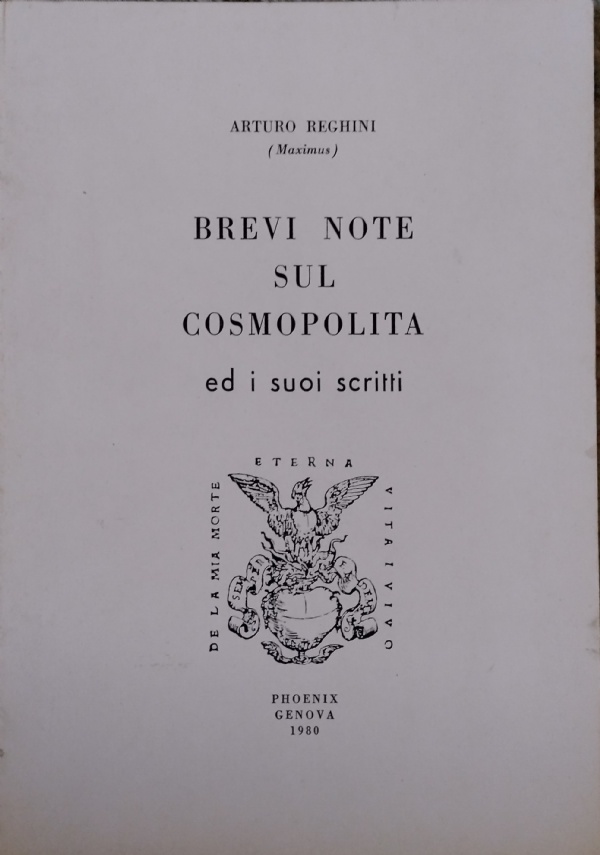 ARTURO REGHINI
(Maximus)
BREVI NOTE
SUL
COSMOPOLITA
ed i suoi scritti
DE LA MIA MORTE
ETERNA
VITA I VIVO
SEM
PHOENIX
GENOVA
1980